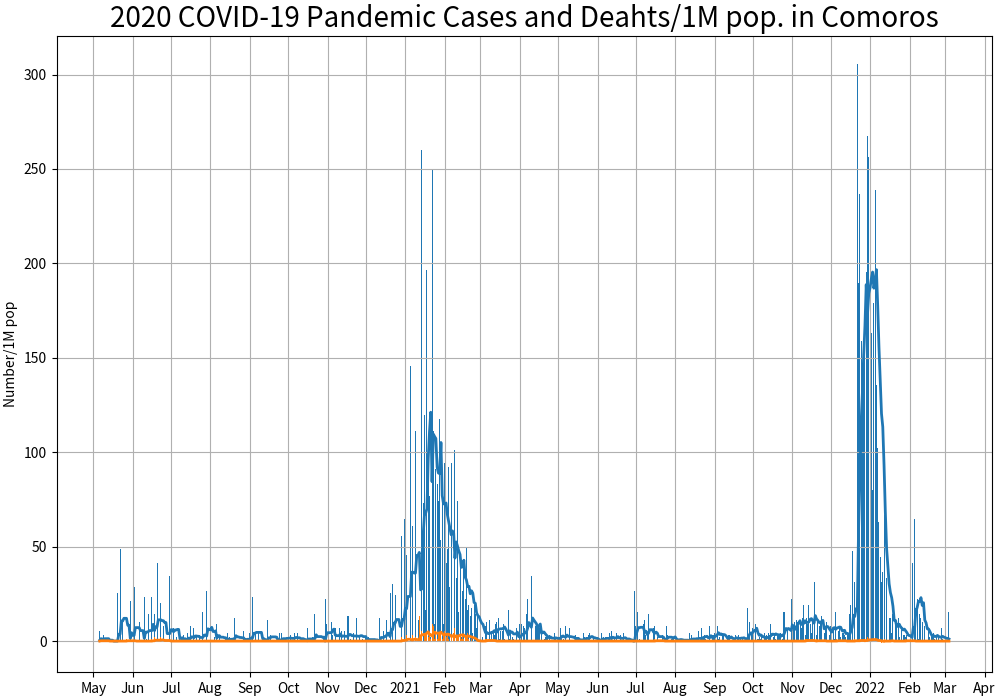 2020 COVID-19 Pandemic Cases and Deahts/1M pop. in Comoros
Number/1M pop
300
250
200
150
100
50
0
May Jun Jul Aug Sep Oct Nov Dec 2021 Feb Mar Apr May Jun Jul Aug Sep Oct Nov Dec 2022 Feb Mar Apr